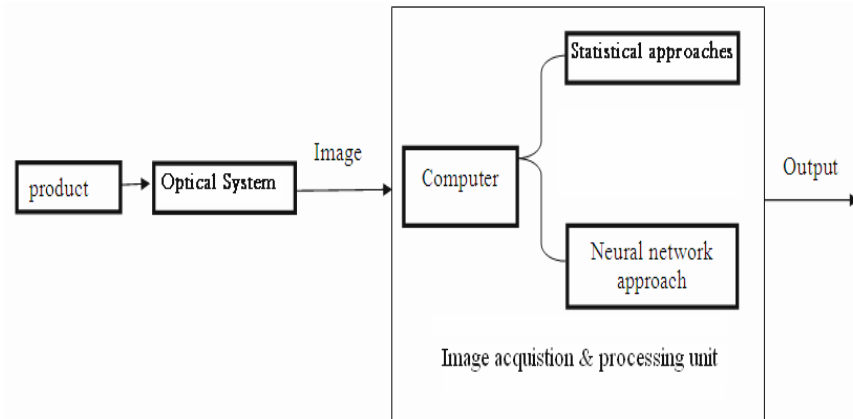 product
Optical System
Image
Computer
Statistical approaches
Neural network
approach
Image acquistion & processing unit
Output